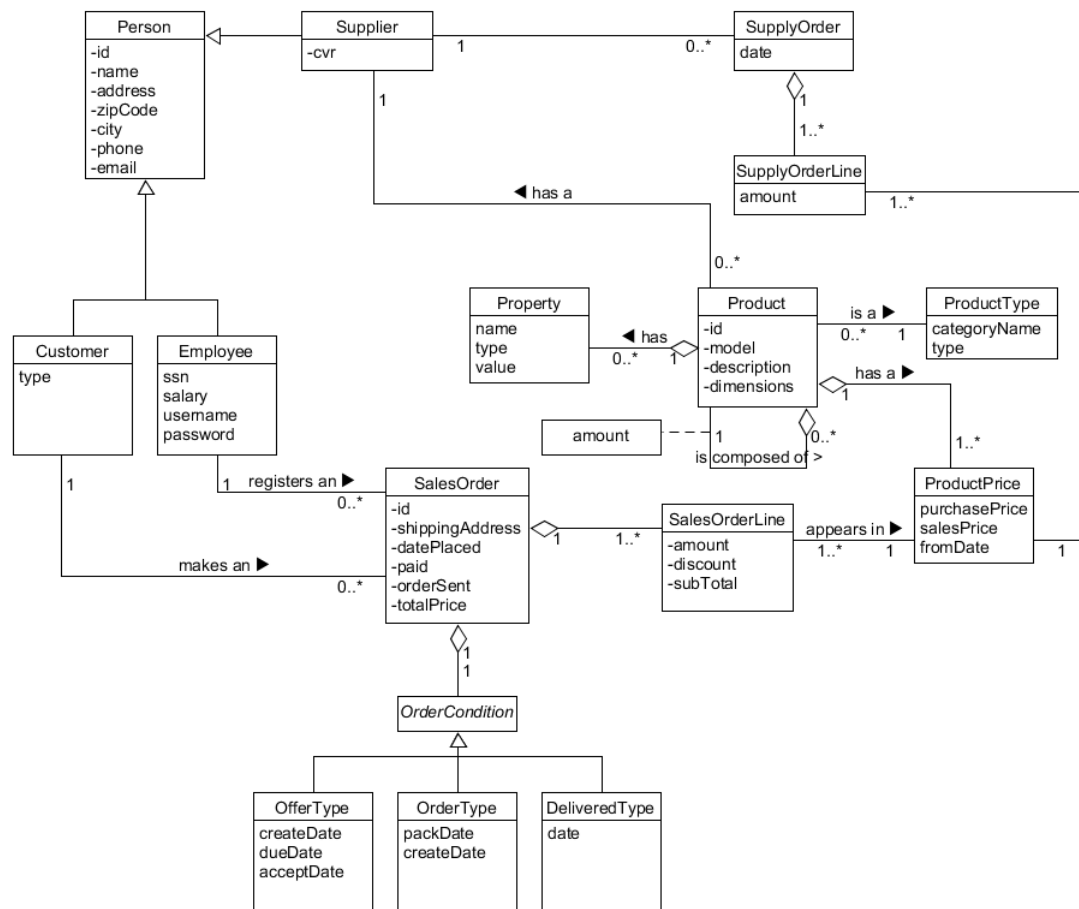 Person
-id
-name
-address
-zipCode
-city
-phone
-email
Supplier
-cvr
1
0..*
SupplyOrder
date
1
1
1..*
SupplyOrderLine
amount
1..*
◀ has a
0..*
Property
name
type
value
◀ has
0..*
1
Product
-id
-model
-description
-dimensions
is a ▶
0..*
1
ProductType
categoryName
type
has a ▶
1
1..*
amount
1
0..*
is composed of >
Customer
type
Employee
ssn
salary
username
password
1
1
registers an ▶
0..*
makes an ▶
0..*
SalesOrder
-id
-shippingAddress
-datePlaced
-paid
-orderSent
-totalPrice
1
1..*
SalesOrderLine
-amount
-discount
-subTotal
appears in ▶
1..*
1
ProductPrice
purchasePrice
salesPrice
fromDate
1
1
1
OrderCondition
OfferType
createDate
dueDate
acceptDate
OrderType
packDate
createDate
DeliveredType
date